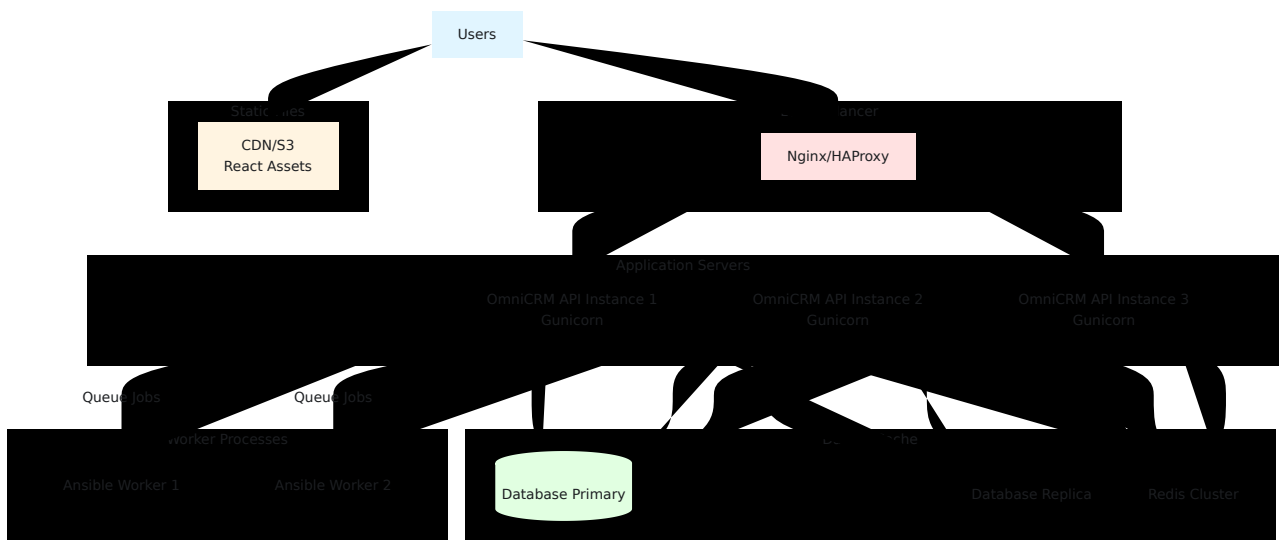 Users
Static
CDN/S3
React Assets
Nginx/HAProxy
Application Servers
OmniCRM API Instance 1
Gunicorn
OmniCRM API Instance 2
Gunicorn
OmniCRM API Instance 3
Gunicorn
Queue Jobs
Queue Jobs
Worker Processes
Ansible Worker 1
Ansible Worker 2
Database Primary
Database Replica
Redis Cluster